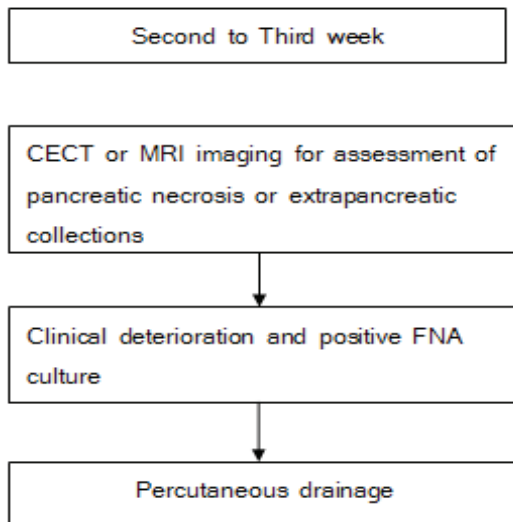 Second to Third week
CECT or MRI imaging for assessment of
pancreatic necrosis or extrapancreatic
collections
Clinical deterioration and positive FNA
culture
Percutaneous drainage